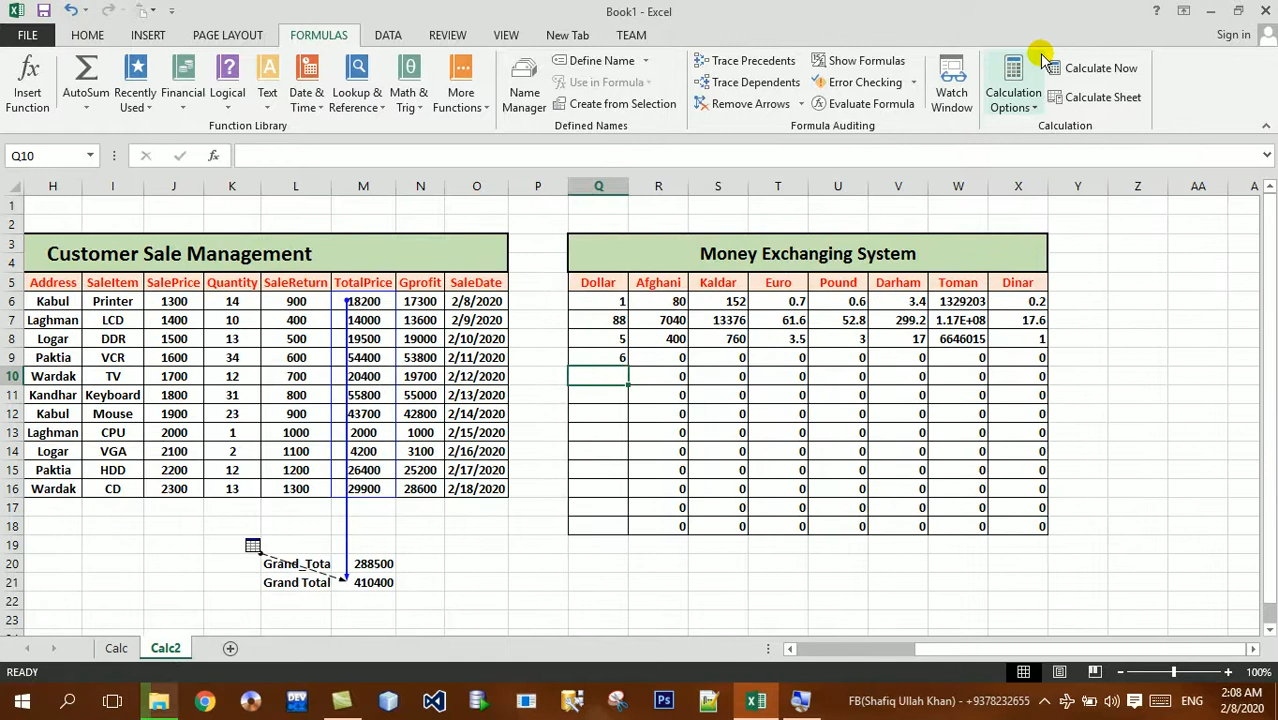 Book1 - Excel
FILE HOME INSERT PAGE LAYOUT FORMULAS DATA REVIEW VIEW New Tab TEAM Sign in
Insert Function
AutoSum
Recently Used
Financial
Logical
Text
Date & Time
Lookup & Reference
Math & Trig
More Functions
Function Library
Name Manager
Define Name
Use in Formula
Create from Selection
Defined Names
Trace Precedents
Trace Dependents
Remove Arrows
Show Formulas
Error Checking
Evaluate Formula
Formula Auditing
Watch Window
Calculation Options
Calculate Now
Calculate Sheet
Calculation
Q10 fx
H I J K L M N O P Q R S T U V W X Y Z AA A
1
2
3
4
Customer Sale Management Money Exchanging System
5 Address SaleItem SalePrice Quantity SaleReturn TotalPrice Gprofit SaleDate Dollar Afghani Kaldar Euro Pound Darham Toman Dinar
6 Kabul Printer 1300 14 900 18200 17300 2/8/2020 1 80 152 0.7 0.6 3.4 1329203 0.2
7 Laghman LCD 1400 10 400 14000 13600 2/9/2020 88 7040 13376 61.6 52.8 299.2 1.17E+08 17.6
8 Logar DDR 1500 13 500 19500 19000 2/10/2020 5 400 760 3.5 3 17 6646015 1
9 Paktia VCR 1600 34 600 54400 53800 2/11/2020 6 0 0 0 0 0 0 0
10 Wardak TV 1700 12 700 20400 19700 2/12/2020 0 0 0 0 0 0 0
11 Kandhar Keyboard 1800 31 800 55800 55000 2/13/2020 0 0 0 0 0 0 0
12 Kabul Mouse 1900 23 900 43700 42800 2/14/2020 0 0 0 0 0 0 0
13 Laghman CPU 2000 1 1000 2000 1000 2/15/2020 0 0 0 0 0 0 0
14 Logar VGA 2100 2 1100 4200 3100 2/16/2020 0 0 0 0 0 0 0
15 Paktia HDD 2200 12 1200 26400 25200 2/17/2020 0 0 0 0 0 0 0
16 Wardak CD 2300 13 1300 29900 28600 2/18/2020 0 0 0 0 0 0 0
17 0 0 0 0 0 0 0
18 0 0 0 0 0 0 0
19
20 Grand_Tota 288500
21 Grand Total 410400
22
23
Calc Calc2
READY 100%
FB(Shafiq Ullah Khan) - +9378232655 ENG 2:08 AM
2/8/2020